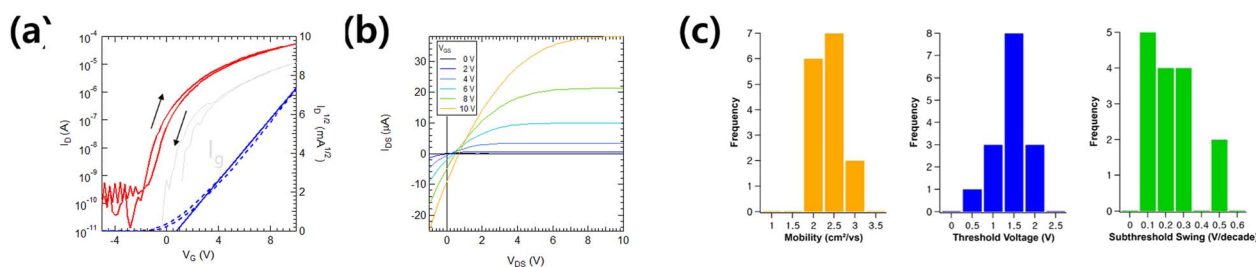 (a)
10⁻⁴
10⁻⁵
10⁻⁶
10⁻⁷
10⁻⁸
10⁻⁹
10⁻¹⁰
10⁻¹¹
I_D (A)
10
8
6
4
2
0
I_D^{1/2} (mA^{1/2})
I_g
-4 0 4 8
V_G (V)
(b)
V_GS
0 V
2 V
4 V
6 V
8 V
10 V
30
20
10
0
-10
-20
I_DS (µA)
0 2 4 6 8 10
V_DS (V)
(c)
7
6
5
4
3
2
1
0
Frequency
1 1.5 2 2.5 3 3.5
Mobility (cm²/vs)
8
7
6
5
4
3
2
1
0
Frequency
0 0.5 1 1.5 2 2.5
Threshold Voltage (V)
5
4
3
2
1
0
Frequency
0 0.1 0.2 0.3 0.4 0.5 0.6
Subthreshold Swing (V/decade)